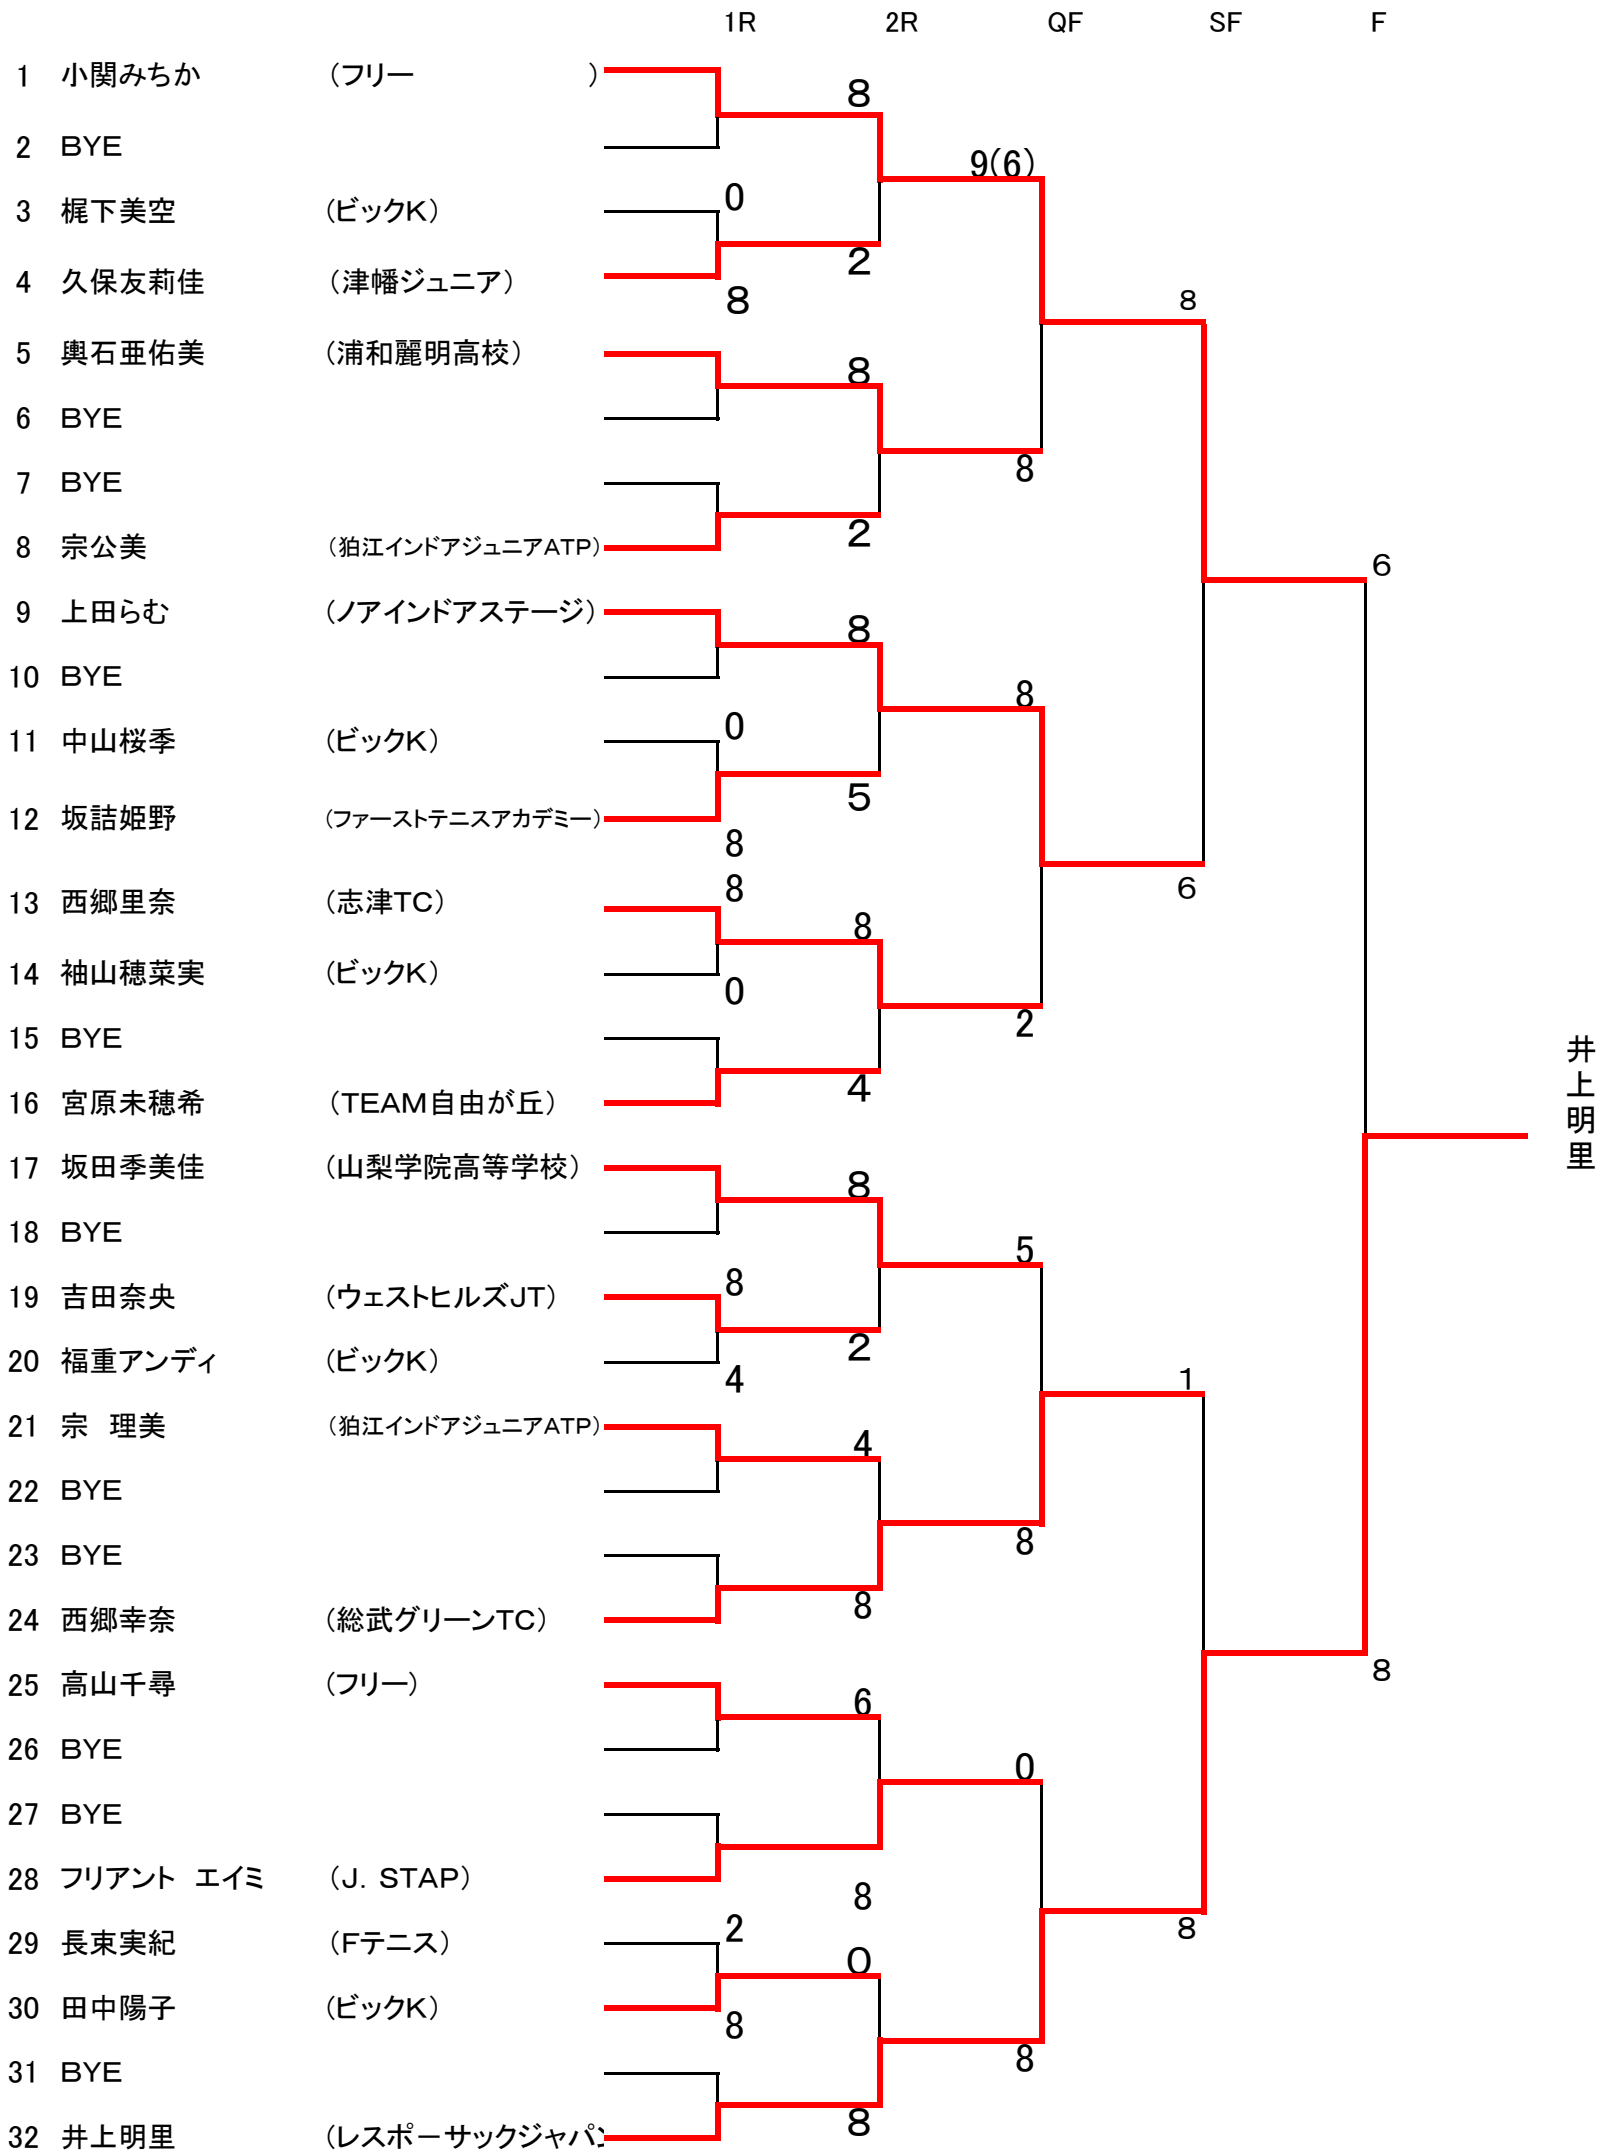 1R 2R QF SF F
1 小関みちか (フリー )
8
2 BYE
9(6)
3 梶下美空 (ビックK)
0
2
4 久保友莉佳 (津幡ジュニア)
8
8
5 輿石亜佑美 (浦和麗明高校)
8
6 BYE
8
7 BYE
2
8 宗公美 (狛江インドアジュニアATP)
6
9 上田らむ (ノアインドアステージ)
8
10 BYE
8
0
11 中山桜季 (ビックK)
5
12 坂詰姫野 (ファーストテニスアカデミー)
8
8
6
13 西郷里奈 (志津TC)
8
14 袖山穂菜実 (ビックK)
0
2
15 BYE
井上明里
4
16 宮原未穂希 (TEAM自由が丘)
17 坂田季美佳 (山梨学院高等学校)
8
18 BYE
5
8
19 吉田奈央 (ウェストヒルズJT)
2
20 福重アンディ (ビックK)
4
1
21 宗 理美 (狛江インドアジュニアATP)
4
22 BYE
8
23 BYE
8
24 西郷幸奈 (総武グリーンTC)
8
25 高山千尋 (フリー)
6
26 BYE
0
27 BYE
28 フリアント エイミ (J. STAP)
8
2
8
29 長束実紀 (Fテニス)
0
30 田中陽子 (ビックK)
8
8
31 BYE
8
32 井上明里 (レスポーサックジャパン